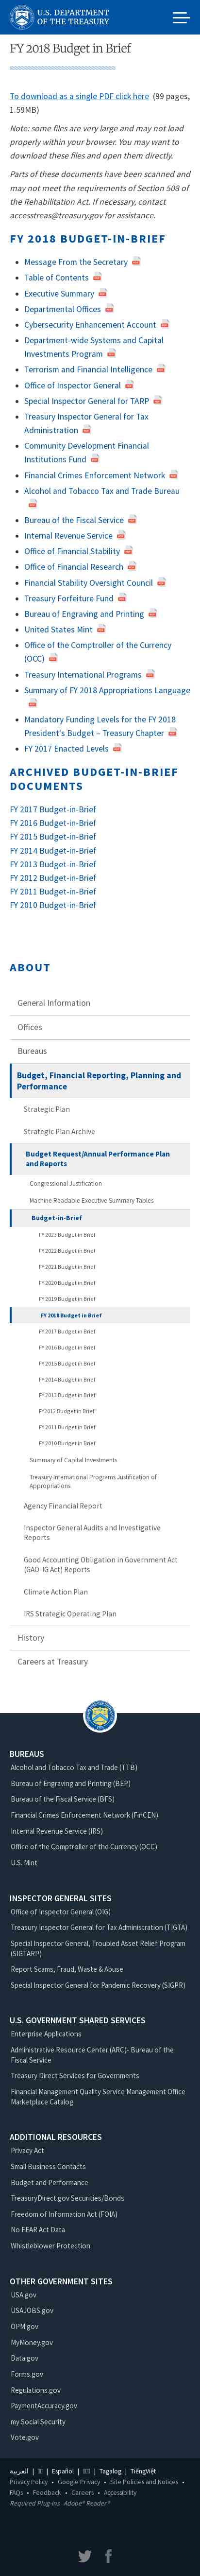 U.S. DEPARTMENT
OF THE TREASURY
FY 2018 Budget in Brief
To download as a single PDF click here (99 pages,
1.59MB)
Note: some files are very large and may not load
properly within your web browser. You may want to
download the files and open them directly.
Parts of these documents have been scanned and may
not meet the requirements of Section 508 of
the Rehabilitation Act. If necessary, contact
accesstreas@treasury.gov for assistance.
FY 2018 BUDGET-IN-BRIEF
Message From the Secretary
Table of Contents
Executive Summary
Departmental Offices
Cybersecurity Enhancement Account
Department-wide Systems and Capital
Investments Program
Terrorism and Financial Intelligence
Office of Inspector General
Special Inspector General for TARP
Treasury Inspector General for Tax
Administration
Community Development Financial
Institutions Fund
Financial Crimes Enforcement Network
Alcohol and Tobacco Tax and Trade Bureau
Bureau of the Fiscal Service
Internal Revenue Service
Office of Financial Stability
Office of Financial Research
Financial Stability Oversight Council
Treasury Forfeiture Fund
Bureau of Engraving and Printing
United States Mint
Office of the Comptroller of the Currency
(OCC)
Treasury International Programs
Summary of FY 2018 Appropriations Language
Mandatory Funding Levels for the FY 2018
President's Budget – Treasury Chapter
FY 2017 Enacted Levels
ARCHIVED BUDGET-IN-BRIEF
DOCUMENTS
FY 2017 Budget-in-Brief
FY 2016 Budget-in-Brief
FY 2015 Budget-in-Brief
FY 2014 Budget-in-Brief
FY 2013 Budget-in-Brief
FY 2012 Budget-in-Brief
FY 2011 Budget-in-Brief
FY 2010 Budget-in-Brief
ABOUT
General Information
Offices
Bureaus
Budget, Financial Reporting, Planning and
Performance
Strategic Plan
Strategic Plan Archive
Budget Request/Annual Performance Plan
and Reports
Congressional Justification
Machine Readable Executive Summary Tables
Budget-in-Brief
FY 2023 Budget in Brief
FY 2022 Budget in Brief
FY 2021 Budget in Brief
FY 2020 Budget in Brief
FY 2019 Budget in Brief
FY 2018 Budget in Brief
FY 2017 Budget in Brief
FY 2016 Budget in Brief
FY 2015 Budget in Brief
FY 2014 Budget in Brief
FY 2013 Budget in Brief
FY2012 Budget in Brief
FY 2011 Budget in Brief
FY 2010 Budget in Brief
Summary of Capital Investments
Treasury International Programs Justification of
Appropriations
Agency Financial Report
Inspector General Audits and Investigative
Reports
Good Accounting Obligation in Government Act
(GAO-IG Act) Reports
Climate Action Plan
IRS Strategic Operating Plan
History
Careers at Treasury
BUREAUS
Alcohol and Tobacco Tax and Trade (TTB)
Bureau of Engraving and Printing (BEP)
Bureau of the Fiscal Service (BFS)
Financial Crimes Enforcement Network (FinCEN)
Internal Revenue Service (IRS)
Office of the Comptroller of the Currency (OCC)
U.S. Mint
INSPECTOR GENERAL SITES
Office of Inspector General (OIG)
Treasury Inspector General for Tax Administration (TIGTA)
Special Inspector General, Troubled Asset Relief Program
(SIGTARP)
Report Scams, Fraud, Waste & Abuse
Special Inspector General for Pandemic Recovery (SIGPR)
U.S. GOVERNMENT SHARED SERVICES
Enterprise Applications
Administrative Resource Center (ARC)- Bureau of the
Fiscal Service
Treasury Direct Services for Governments
Financial Management Quality Service Management Office
Marketplace Catalog
ADDITIONAL RESOURCES
Privacy Act
Small Business Contacts
Budget and Performance
TreasuryDirect.gov Securities/Bonds
Freedom of Information Act (FOIA)
No FEAR Act Data
Whistleblower Protection
OTHER GOVERNMENT SITES
USA.gov
USAJOBS.gov
OPM.gov
MyMoney.gov
Data.gov
Forms.gov
Regulations.gov
PaymentAccuracy.gov
my Social Security
Vote.gov
العربية | | Español | | Tagalog | TiếngViệt
Privacy Policy • Google Privacy • Site Policies and Notices •
FAQs • Feedback • Careers • Accessibility
Required Plug-ins Adobe® Reader®